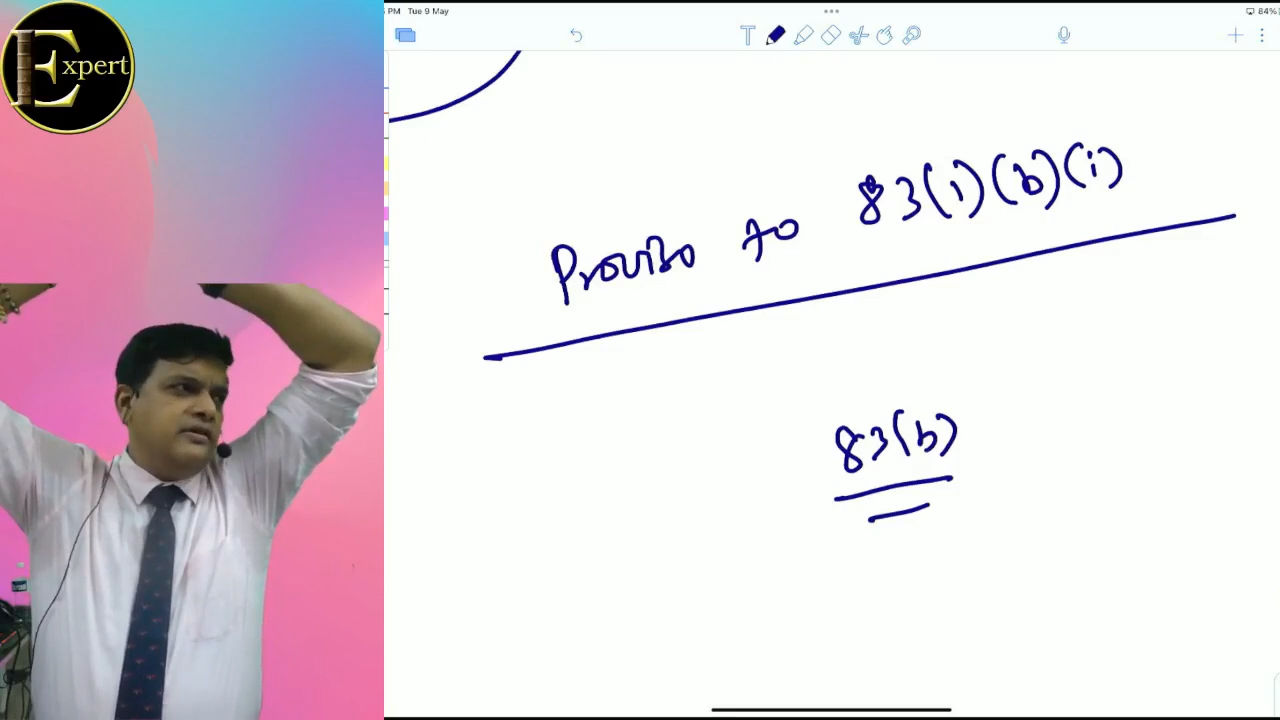 PM Tue 9 May
84%
Expert
T
Proviso to 83(1)(b)(i)
83(b)